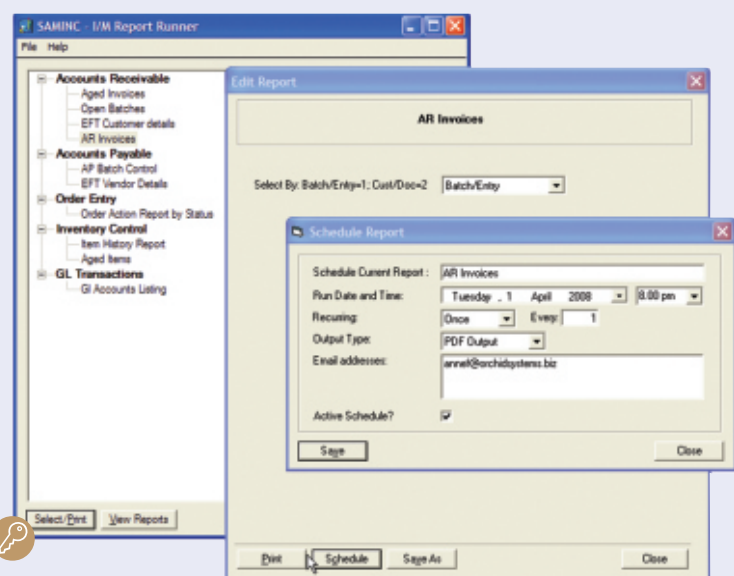 SAMINC - I/M Report Runner
File Help
Accounts Receivable
Aged Invoices
Open Batches
EFT Customer details
AR Invoices
Accounts Payable
AP Batch Control
EFT Vendor Details
Order Entry
Order Action Report by Status
Inventory Control
Item History Report
Aged Items
GL Transactions
Gl Accounts Listing
Select/Print View Reports
Edit Report
AR Invoices
Select By: Batch/Entry=1; Cust/Doc=2 Batch/Entry
Schedule Report
Schedule Current Report : AR Invoices
Run Date and Time: Tuesday , 1 April 2008 8.00 pm
Recurring: Once Every: 1
Output Type: PDF Output
Email addresses: annef@orchidsystems.biz
Active Schedule?
Save Close
Print Schedule Save As Close